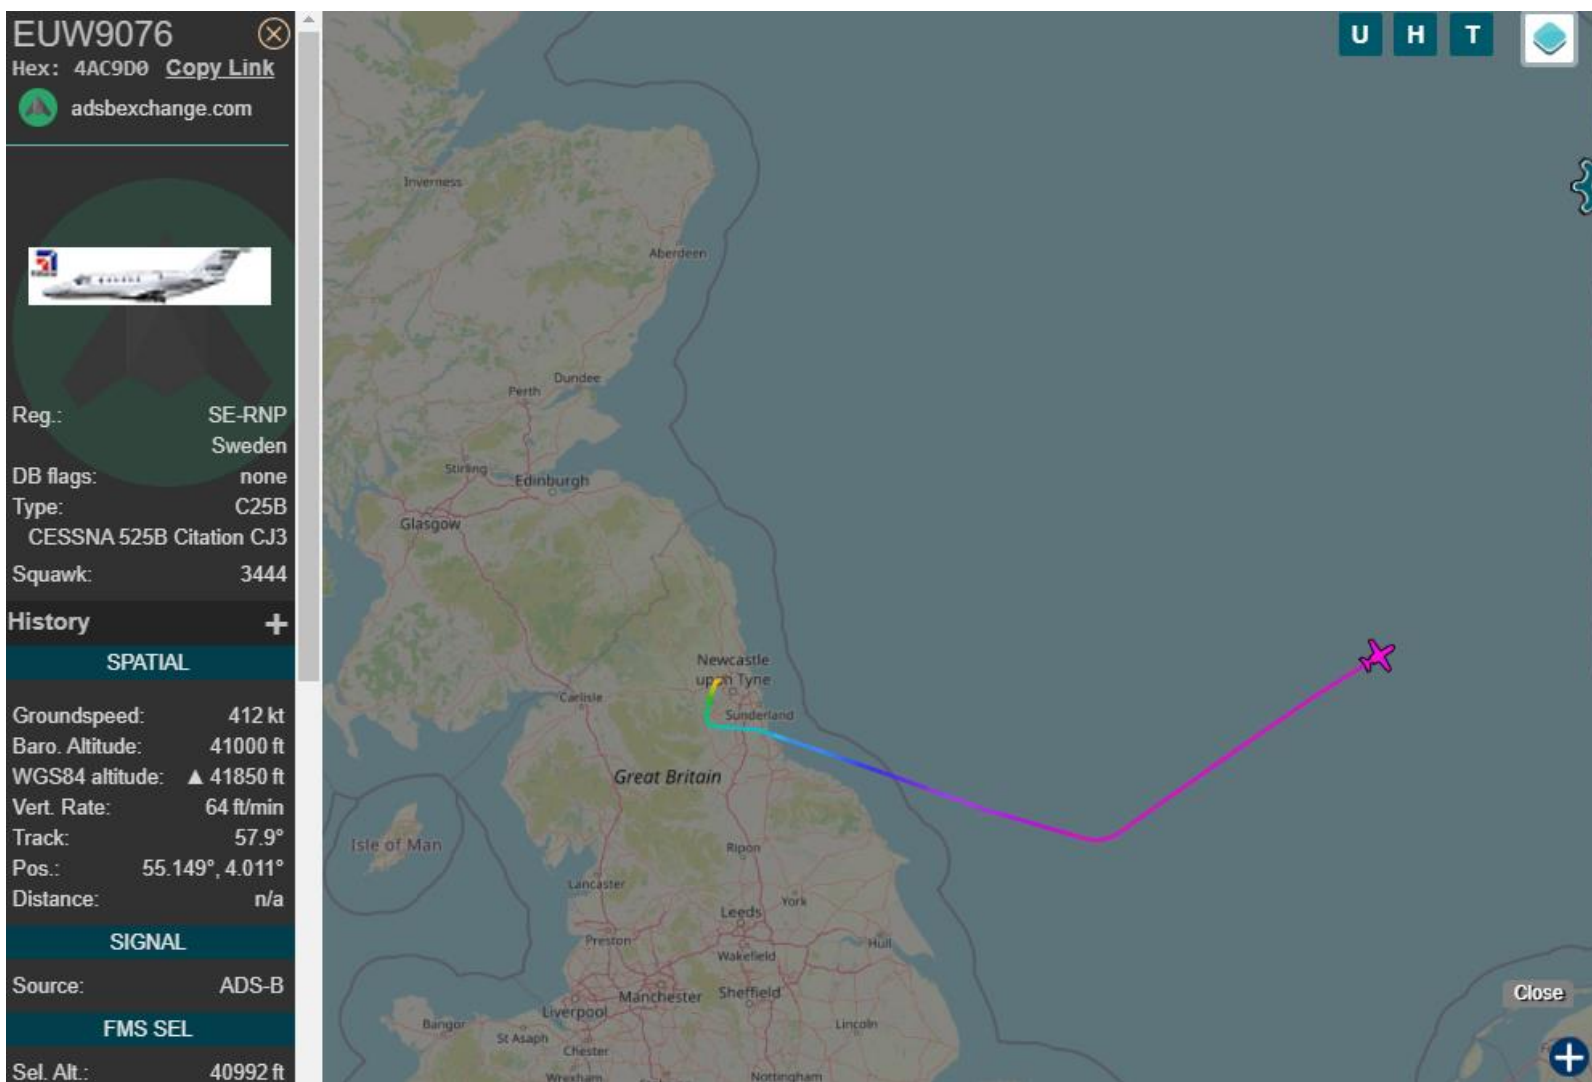 EUW9076
Hex: 4AC9D0 Copy Link
adsbexchange.com
Reg.: SE-RNP
Sweden
DB flags: none
Type: C25B
CESSNA 525B Citation CJ3
Squawk: 3444
History +
SPATIAL
Groundspeed: 412 kt
Baro. Altitude: 41000 ft
WGS84 altitude: ▲ 41850 ft
Vert. Rate: 64 ft/min
Track: 57.9°
Pos.: 55.149°, 4.011°
Distance: n/a
SIGNAL
Source: ADS-B
FMS SEL
Sel. Alt.: 40992 ft
U H T
Inverness
Aberdeen
Dundee
Perth
Stirling
Edinburgh
Glasgow
Newcastle
upon Tyne
Carlisle
Sunderland
Great Britain
Isle of Man
Ripon
Lancaster
York
Leeds
Preston
Hull
Wakefield
Manchester
Sheffield
Liverpool
Bangor
St Asaph
Lincoln
Chester
Wrexham
Nottingham
Close